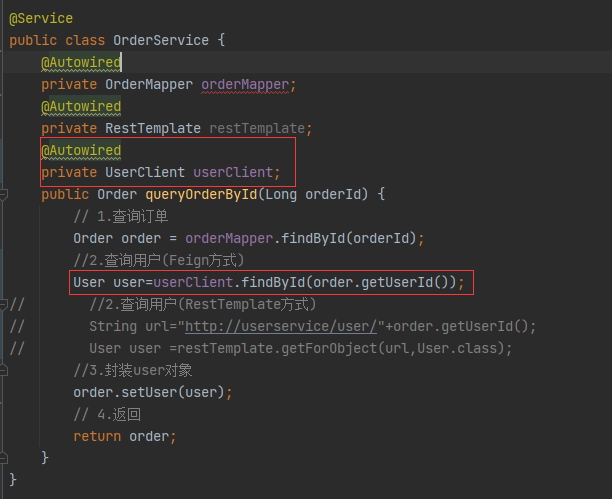 @Service
public class OrderService {
@Autowired
private OrderMapper orderMapper;
@Autowired
private RestTemplate restTemplate;
@Autowired
private UserClient userClient;
public Order queryOrderById(Long orderId) {
// 1.查询订单
Order order = orderMapper.findById(orderId);
//2.查询用户(Feign方式)
User user=userClient.findById(order.getUserId());
// //2.查询用户(RestTemplate方式)
// String url="http://userservice/user/"+order.getUserId();
// User user =restTemplate.getForObject(url,User.class);
//3.封装user对象
order.setUser(user);
// 4.返回
return order;
}
}